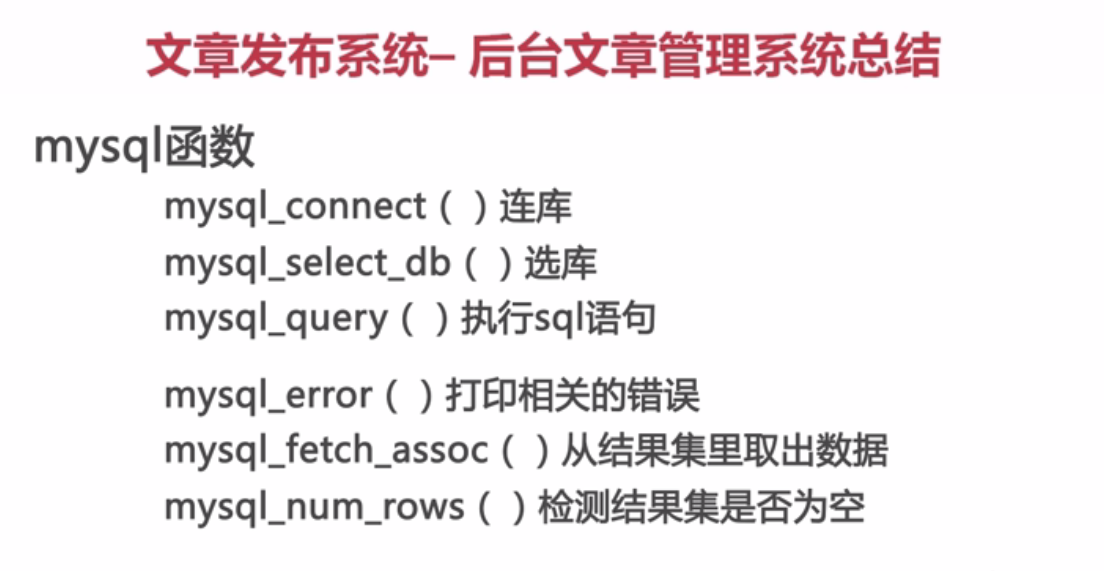 文章发布系统– 后台文章管理系统总结
mysql函数
mysql_connect（ ）连库
mysql_select_db（ ）选库
mysql_query（ ）执行sql语句
mysql_error（ ）打印相关的错误
mysql_fetch_assoc（ ）从结果集里取出数据
mysql_num_rows（ ）检测结果集是否为空